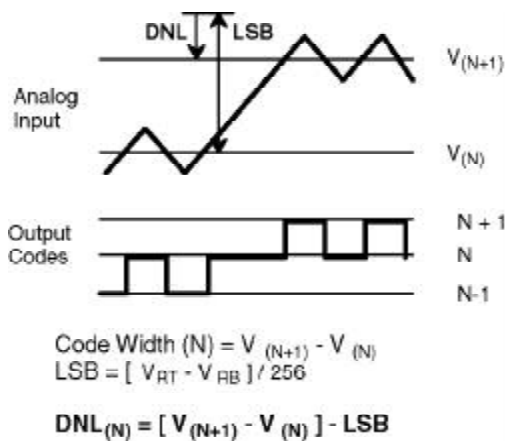 DNL LSB
V(N+1)
Analog
Input
V(N)
Output
Codes
N + 1
N
N-1
Code Width (N) = V (N+1) - V (N)
LSB = [ VRT - VRB ] / 256
DNL(N) = [ V(N+1) - V(N) ] - LSB